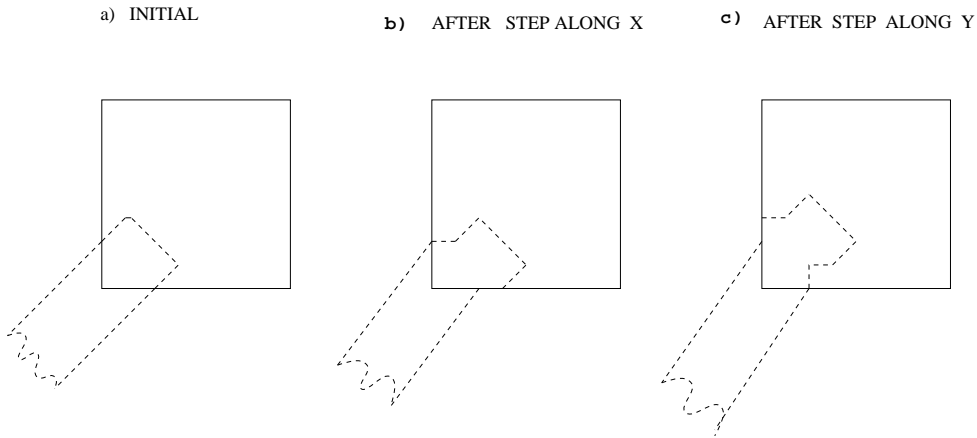 a) INITIAL
b) AFTER STEP ALONG X
c) AFTER STEP ALONG Y